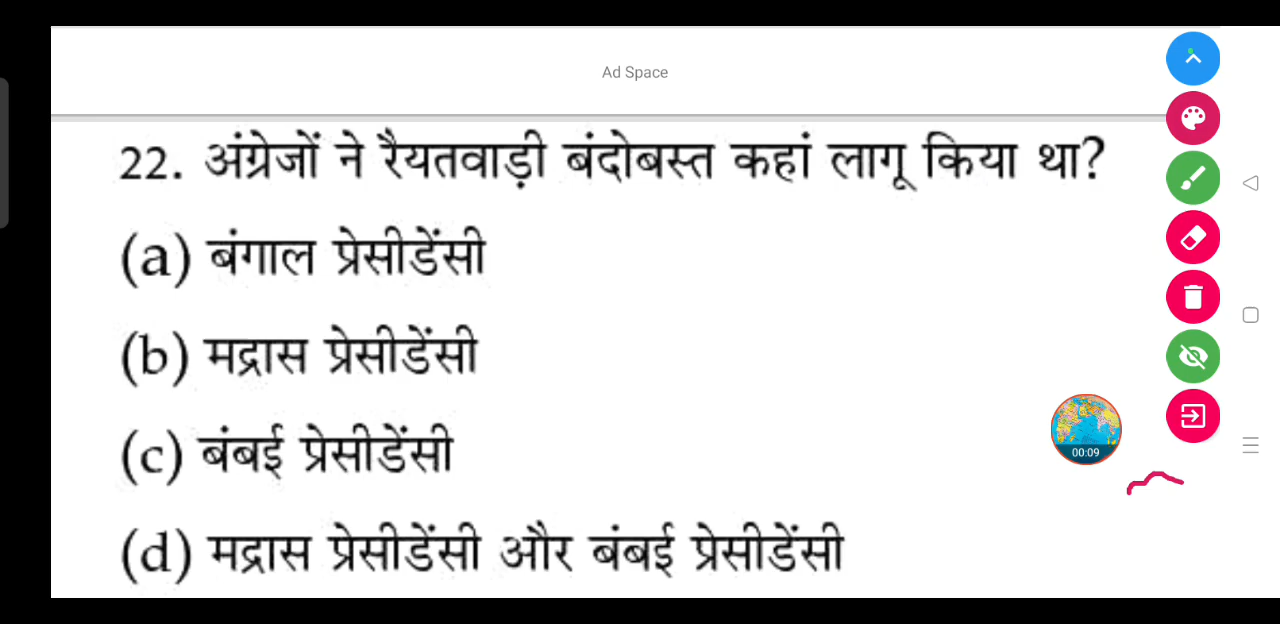 Ad Space
22. अंग्रेजों ने रैयतवाड़ी बंदोबस्त कहां लागू किया था?
(a) बंगाल प्रेसीडेंसी
(b) मद्रास प्रेसीडेंसी
(c) बंबई प्रेसीडेंसी
00:09
(d) मद्रास प्रेसीडेंसी और बंबई प्रेसीडेंसी